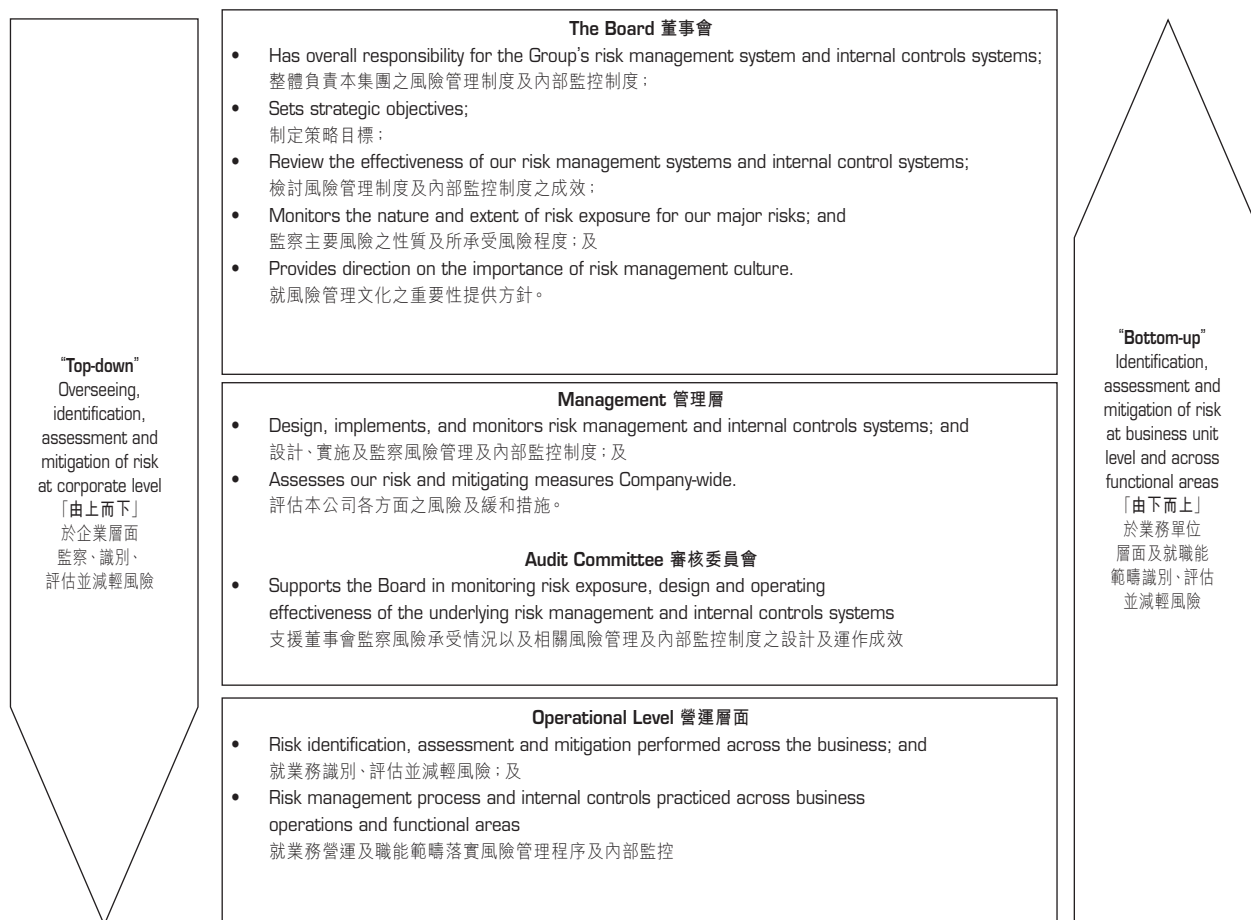 "Top-down"
Overseeing,
identification,
assessment and
mitigation of risk
at corporate level
「由上而下」
於企業層面
監察、識別、
評估並減輕風險
The Board 董事會
• Has overall responsibility for the Group's risk management system and internal controls systems;
整體負責本集團之風險管理制度及內部監控制度；
• Sets strategic objectives;
制定策略目標；
• Review the effectiveness of our risk management systems and internal control systems;
檢討風險管理制度及內部監控制度之成效；
• Monitors the nature and extent of risk exposure for our major risks; and
監察主要風險之性質及所承受風險程度；及
• Provides direction on the importance of risk management culture.
就風險管理文化之重要性提供方針。
Management 管理層
• Design, implements, and monitors risk management and internal controls systems; and
設計、實施及監察風險管理及內部監控制度；及
• Assesses our risk and mitigating measures Company-wide.
評估本公司各方面之風險及緩和措施。
Audit Committee 審核委員會
• Supports the Board in monitoring risk exposure, design and operating
effectiveness of the underlying risk management and internal controls systems
支援董事會監察風險承受情況以及相關風險管理及內部監控制度之設計及運作成效
Operational Level 營運層面
• Risk identification, assessment and mitigation performed across the business; and
就業務識別、評估並減輕風險；及
• Risk management process and internal controls practiced across business
operations and functional areas
就業務營運及職能範疇落實風險管理程序及內部監控
"Bottom-up"
Identification,
assessment and
mitigation of risk
at business unit
level and across
functional areas
「由下而上」
於業務單位
層面及就職能
範疇識別、評估
並減輕風險